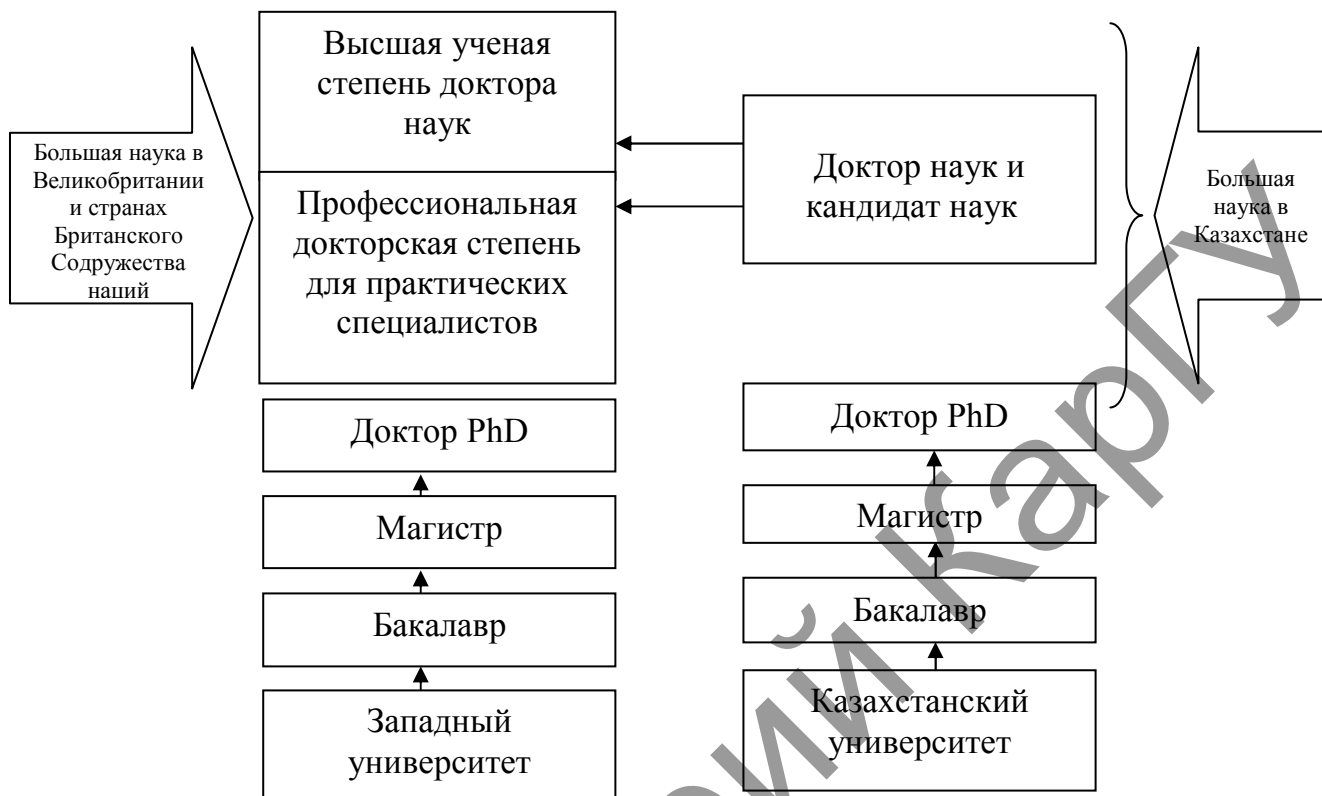 Высшая ученая
степень доктора
наук
Большая наука в
Великобритании
и странах
Британского
Содружества
наций
Профессиональная
докторская степень
для практических
специалистов
Доктор наук и
кандидат наук
Большая
наука в
Казахстане
Доктор PhD
Магистр
Бакалавр
Западный
университет
Доктор PhD
Магистр
Бакалавр
Казахстанский
университет
КарГУ